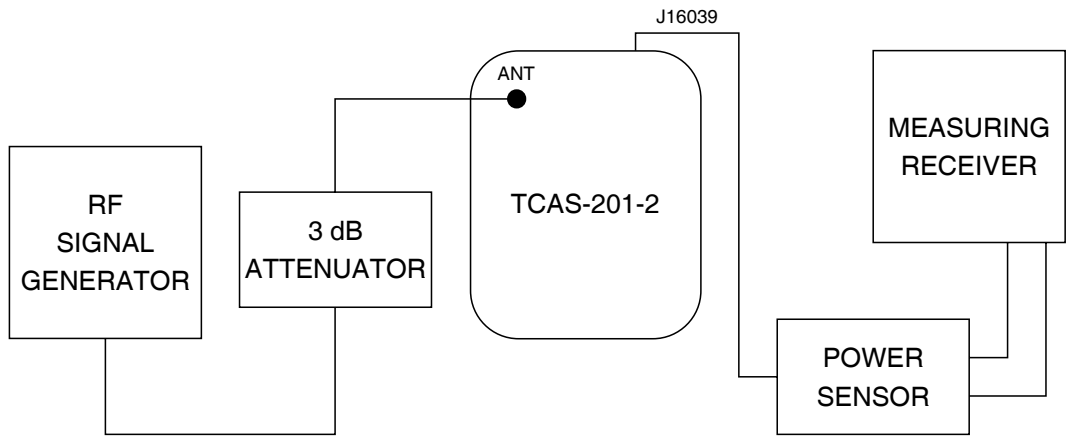 J16039
ANT
RF
SIGNAL
GENERATOR
3 dB
ATTENUATOR
TCAS-201-2
MEASURING
RECEIVER
POWER
SENSOR